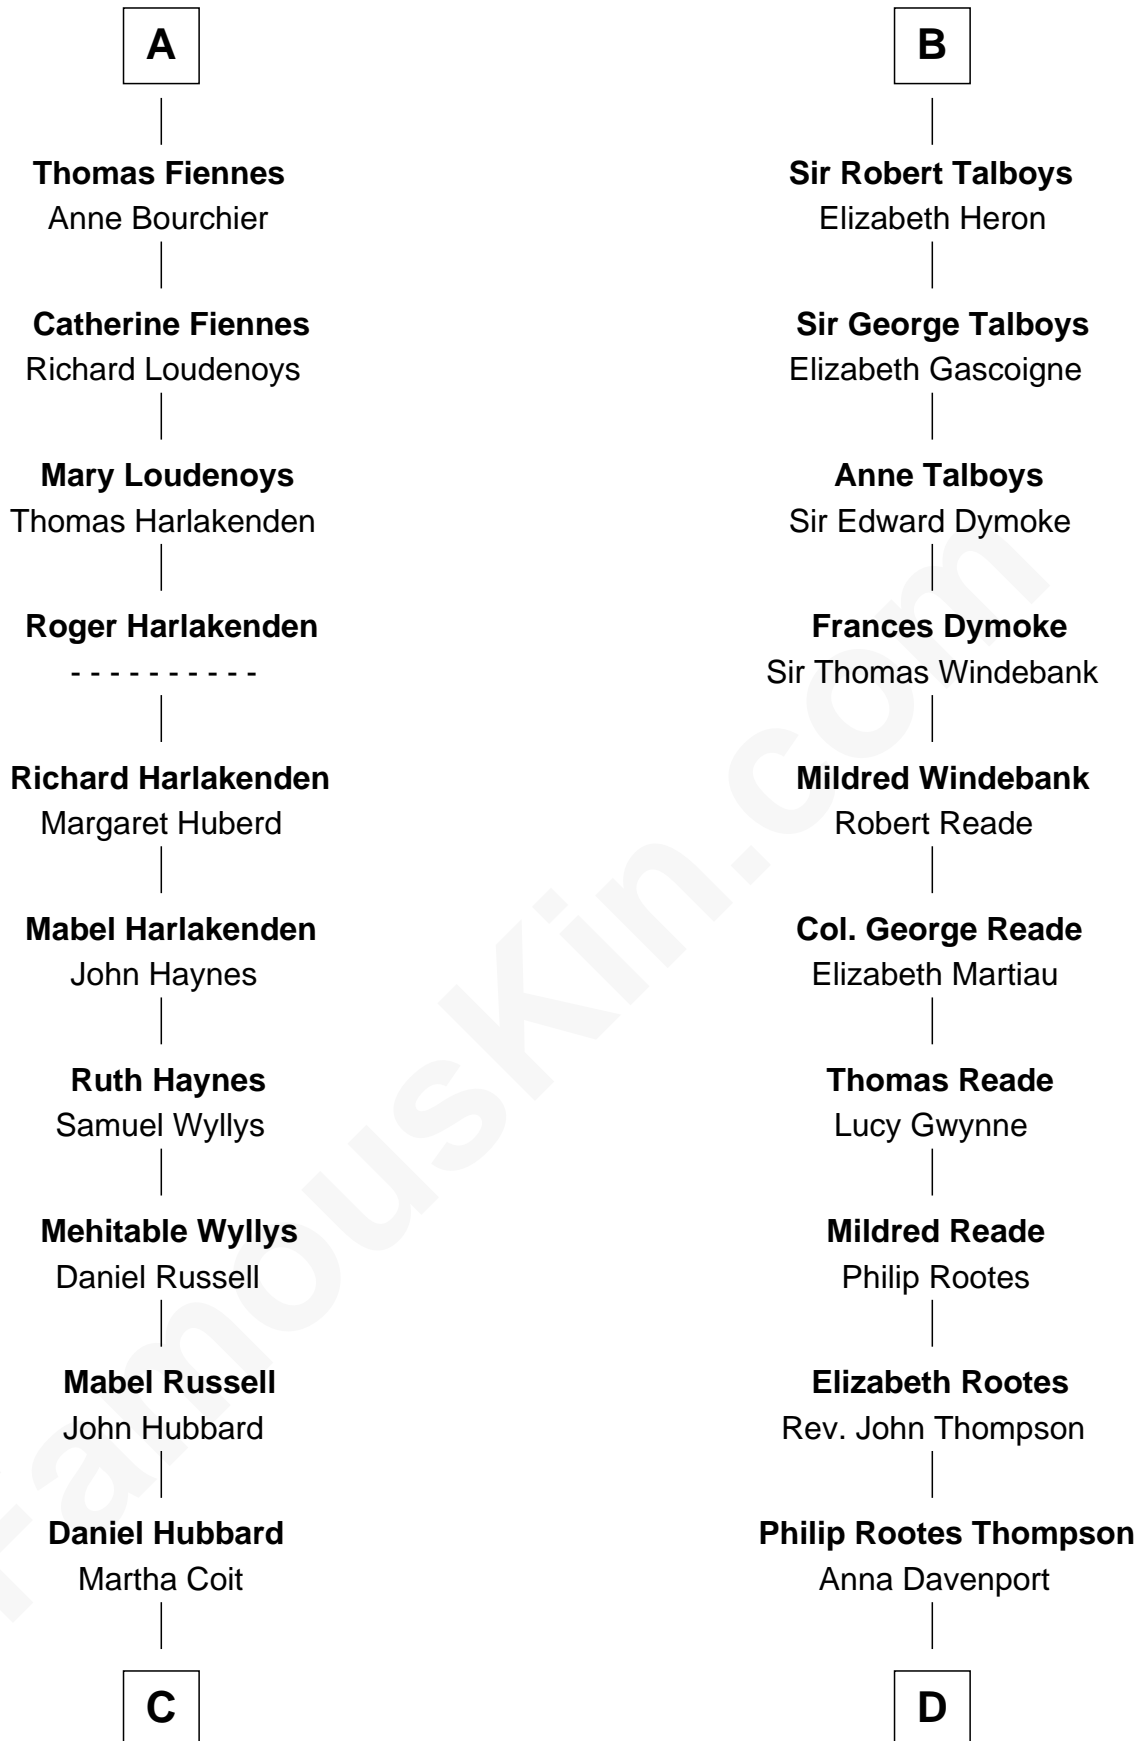 A
Thomas Fiennes
Anne Bourchier
Catherine Fiennes
Richard Loudenoys
Mary Loudenoys
Thomas Harlakenden
Roger Harlakenden
- - - - - - - - - -
Richard Harlakenden
Margaret Huberd
Mabel Harlakenden
John Haynes
Ruth Haynes
Samuel Wyllys
Mehitable Wyllys
Daniel Russell
Mabel Russell
John Hubbard
Daniel Hubbard
Martha Coit
C
B
Sir Robert Talboys
Elizabeth Heron
Sir George Talboys
Elizabeth Gascoigne
Anne Talboys
Sir Edward Dymoke
Frances Dymoke
Sir Thomas Windebank
Mildred Windebank
Robert Reade
Col. George Reade
Elizabeth Martiau
Thomas Reade
Lucy Gwynne
Mildred Reade
Philip Rootes
Elizabeth Rootes
Rev. John Thompson
Philip Rootes Thompson
Anna Davenport
D
FamousKin.com